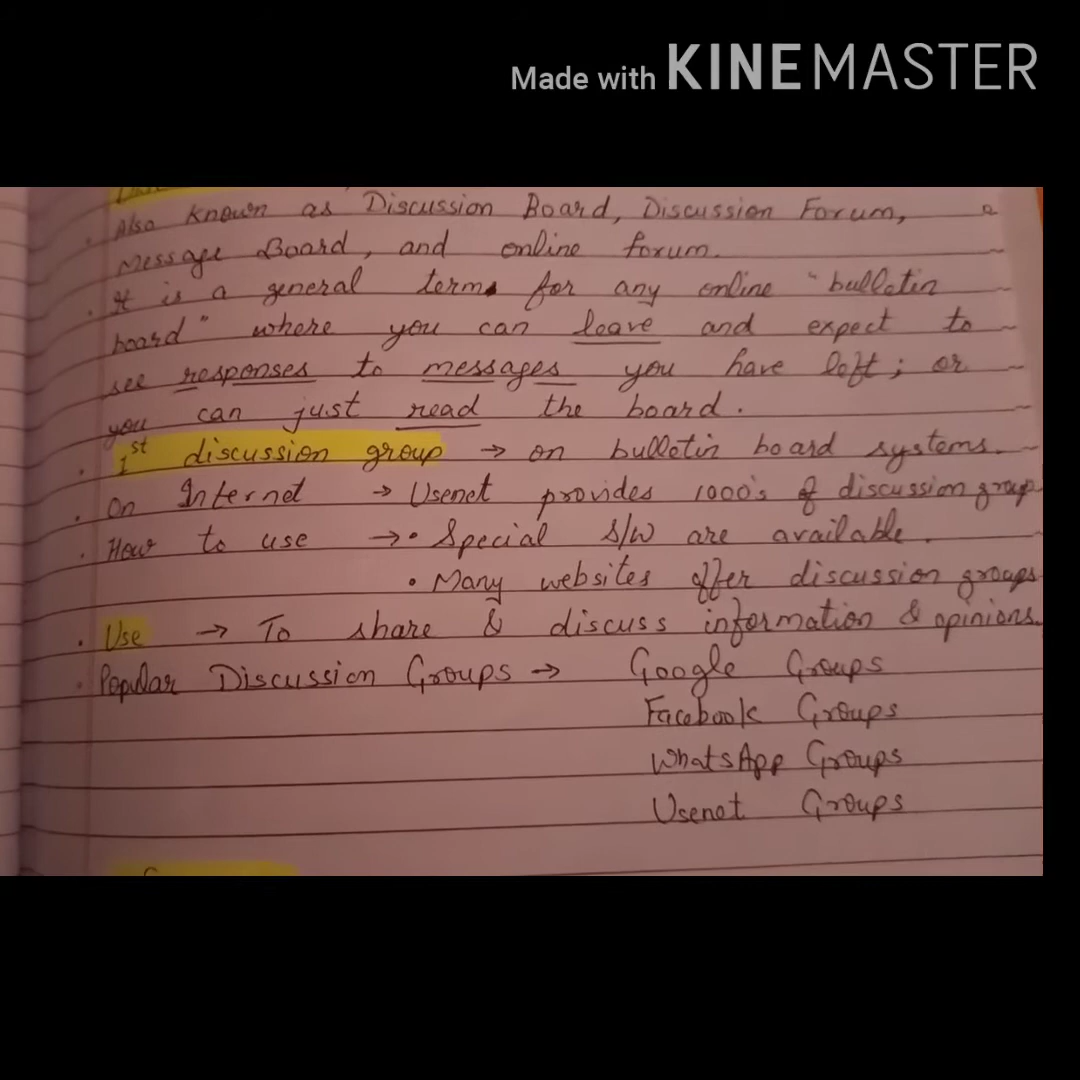 Made with KINEMASTER
• Also known as Discussion Board, Discussion Forum,
Message Board, and online forum.
• It is a general term for any online "bulletin
board" where you can leave and expect to
see responses to messages you have left; or
you can just read the board.
• 1st discussion group → on bulletin board systems.
• On Internet → Usenet provides 1000's of discussion group
• How to use → • Special S/W are available.
• Many websites offer discussion groups
• Use → To share & discuss information & opinions.
• Popular Discussion Groups → Google Groups
Facebook Groups
WhatsApp Groups
Usenet Groups